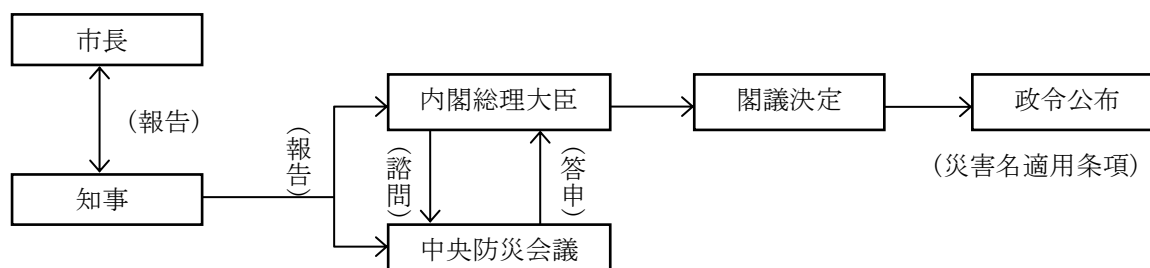 市長
(報告)
知事
(報告)
内閣総理大臣
(諮問)
(答申)
中央防災会議
閣議決定
政令公布
(災害名適用条項)